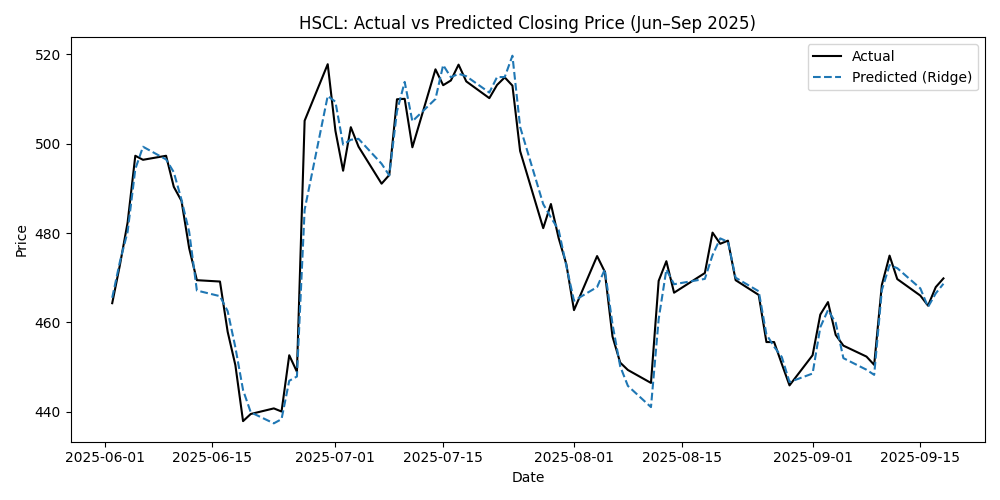 HSCL: Actual vs Predicted Closing Price (Jun–Sep 2025)
Actual
Predicted (Ridge)
Price
520
500
480
460
440
2025-06-01
2025-06-15
2025-07-01
2025-07-15
2025-08-01
2025-08-15
2025-09-01
2025-09-15
Date